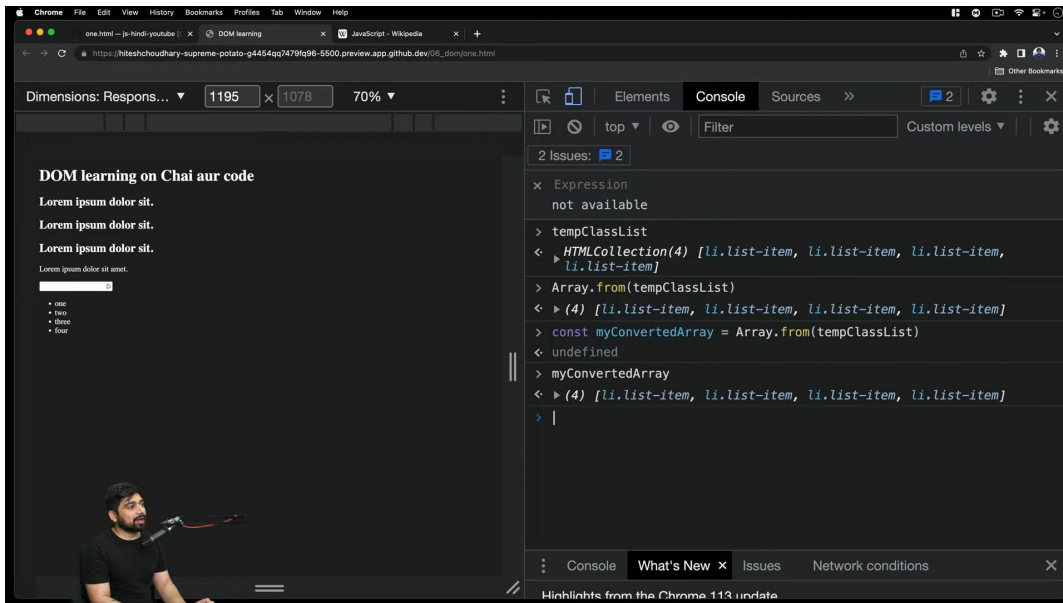 Chrome File Edit View History Bookmarks Profiles Tab Window Help
one.html — js-hindi-youtube [ × DOM learning × W JavaScript - Wikipedia × +
https://hiteshchoudhary-supreme-potato-g4454qq7479fq96-5500.preview.app.github.dev/06_dom/one.html
Other Bookmarks
Dimensions: Respons... ▼ 1195 × 1078 70% ▼
Elements Console Sources » 2
top ▼ Filter Custom levels ▼
2 Issues: 2
DOM learning on Chai aur code
Lorem ipsum dolor sit.
Lorem ipsum dolor sit.
Lorem ipsum dolor sit.
Lorem ipsum dolor sit amet.
• one
• two
• three
• four
Expression
not available
> tempClassList
HTMLCollection(4) [li.list-item, li.list-item, li.list-item,
li.list-item]
> Array.from(tempClassList)
(4) [li.list-item, li.list-item, li.list-item, li.list-item]
> const myConvertedArray = Array.from(tempClassList)
undefined
> myConvertedArray
(4) [li.list-item, li.list-item, li.list-item, li.list-item]
>
Console What's New × Issues Network conditions
Highlights from the Chrome 113 update